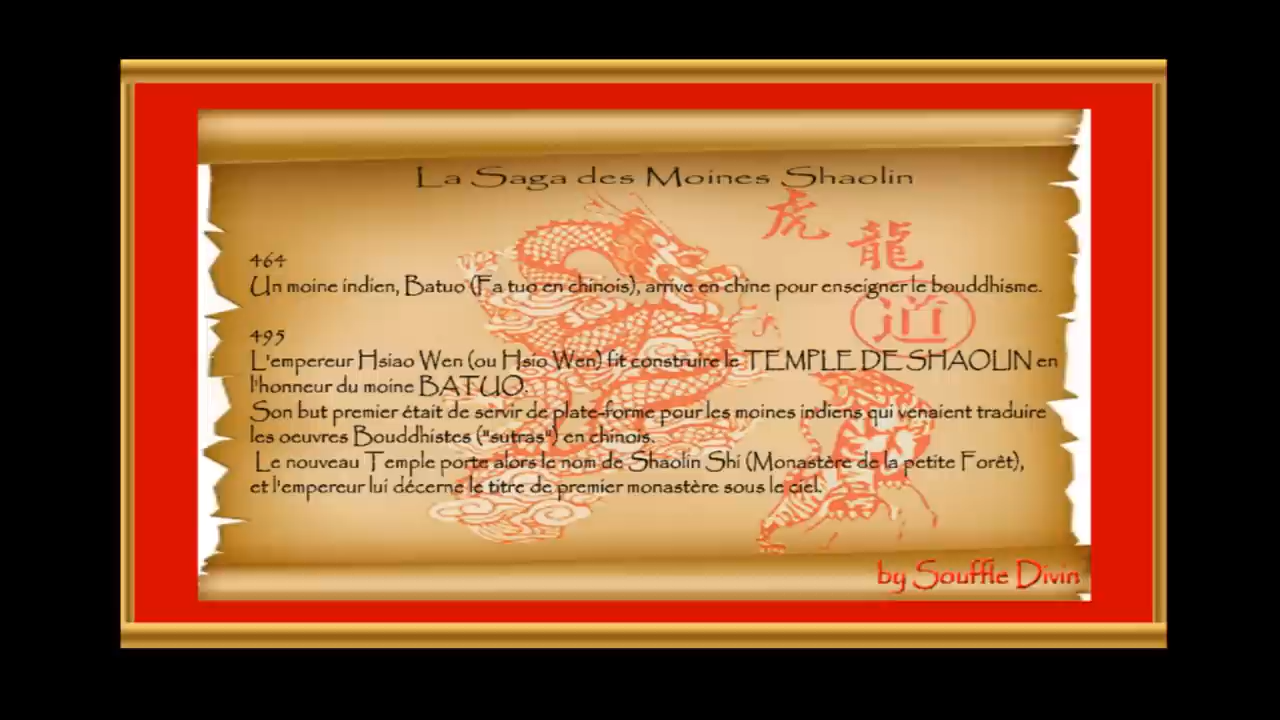 La Saga des Moines Shaolin
虎
龍
道
464
Un moine indien, Batuo (Fa tuo en chinois), arrive en chine pour enseigner le bouddhisme.
495
L'empereur Hsiao Wen (ou Hsio Wen) fit construire le TEMPLE DE SHAOLIN en
l'honneur du moine BATUO.
Son but premier était de servir de plate-forme pour les moines indiens qui venaient traduire
les oeuvres Bouddhistes ("sutras") en chinois.
Le nouveau Temple porte alors le nom de Shaolin Shi (Monastère de la petite Forêt),
et l'empereur lui décerne le titre de premier monastère sous le ciel.
by Souffle Divin